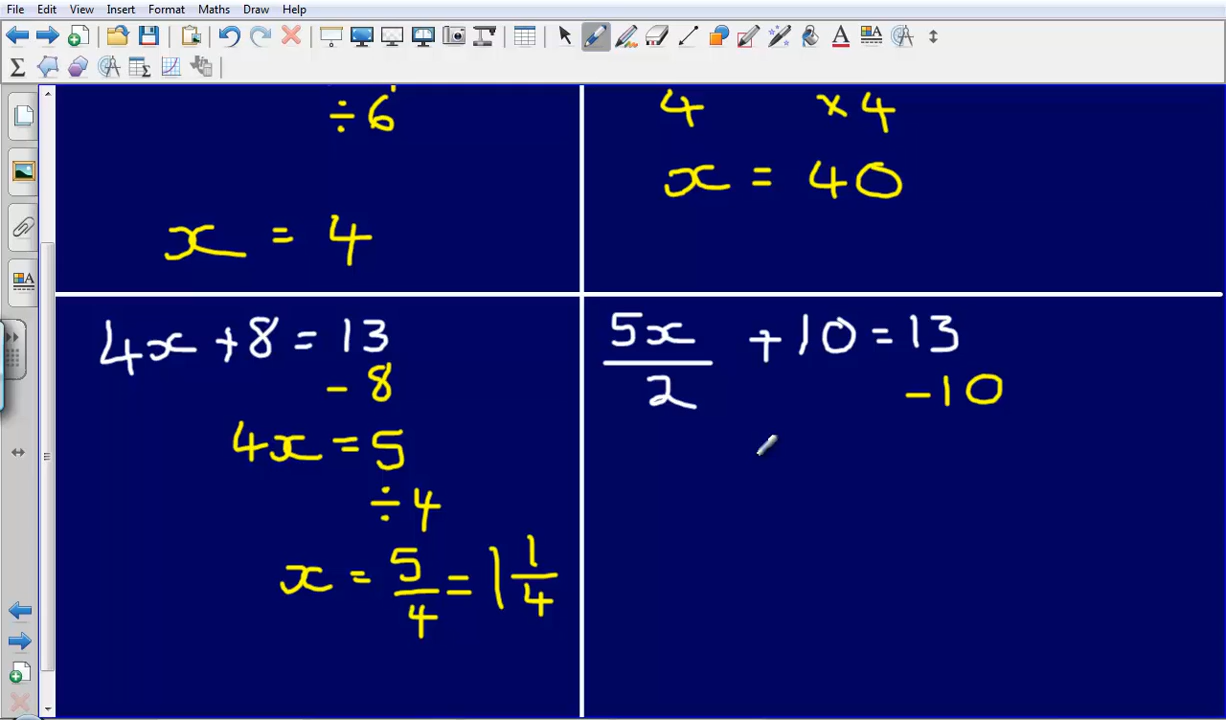 File Edit View Insert Format Maths Draw Help
÷6
x = 4
4 ×4
x = 40
4x + 8 = 13
- 8
4x = 5
÷4
x = 5/4 = 1 1/4
5x/2 + 10 = 13
-10